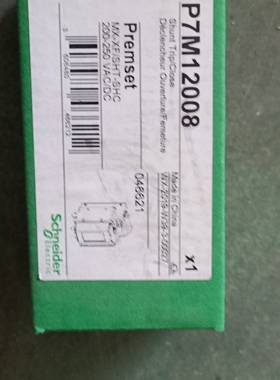 P7M12008
x1
Shunt Trip/Close
Déclencheur Ouverture/Fermeture
Made in China
Premset
MX-XF/SHT-SHC
200-250 VAC/DC
048621
3
Schneider
Electric